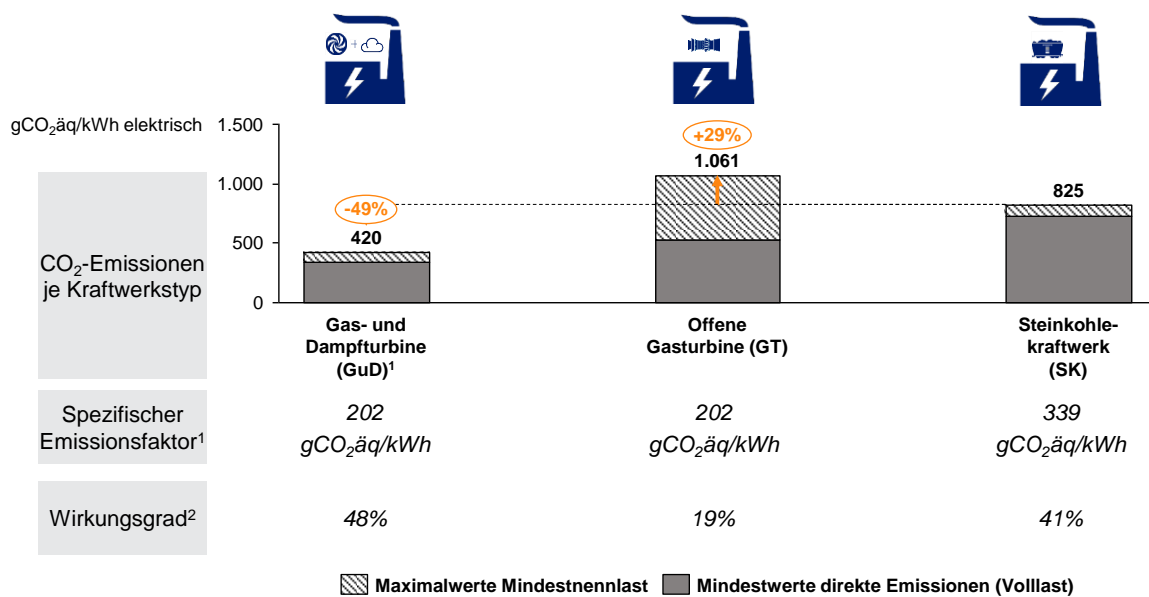 gCO₂äq/kWh elektrisch
1.500
1.000
500
0
+29%
1.061
-49%
420
825
CO₂-Emissionen
je Kraftwerkstyp
Gas- und
Dampfturbine
(GuD)¹
Offene
Gasturbine (GT)
Steinkohle-
kraftwerk
(SK)
Spezifischer
Emissionsfaktor¹
202
gCO₂äq/kWh
202
gCO₂äq/kWh
339
gCO₂äq/kWh
Wirkungsgrad²
48%
19%
41%
Maximalwerte Mindestnennlast
Mindestwerte direkte Emissionen (Volllast)